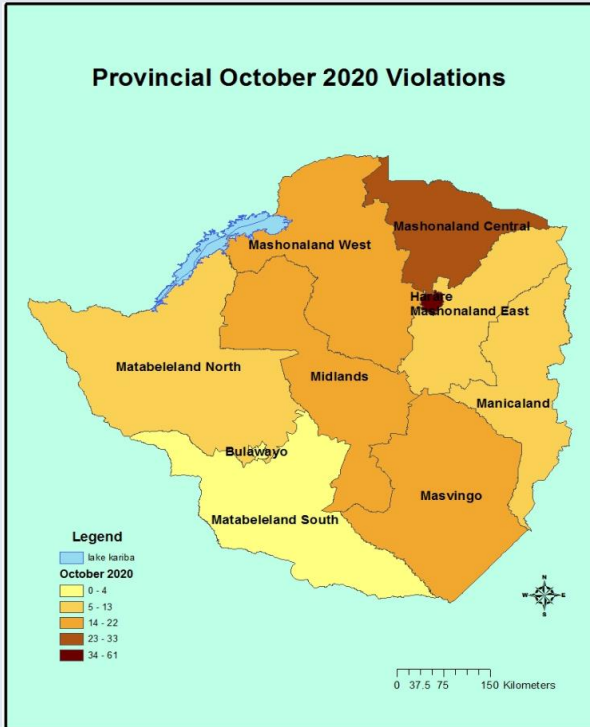 Provincial October 2020 Violations
Mashonaland Central
Mashonaland West
Harare
Mashonaland East
Matabeleland North
Midlands
Manicaland
Bulawayo
Masvingo
Matabeleland South
Legend
lake kariba
October 2020
0 - 4
5 - 13
14 - 22
23 - 33
34 - 61
N
W E
S
0 37.5 75 150 Kilometers